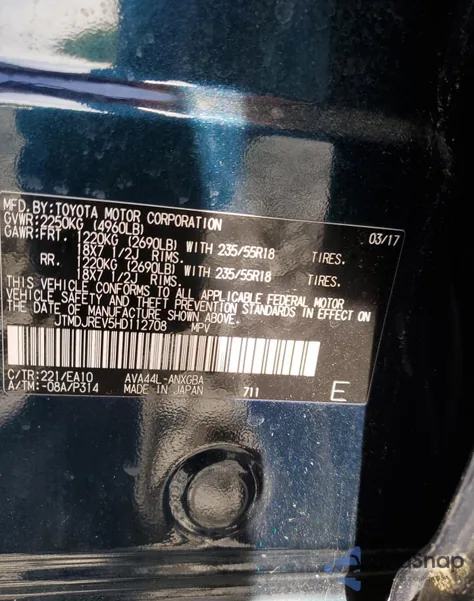 MFD. BY: TOYOTA MOTOR CORPORATION 03/17
GVWR: 2250KG (4960LB)
GAWR: FRT. 1220KG (2690LB) WITH 235/55R18 TIRES.
18X7 1/2J RIMS.
RR. 1220KG (2690LB) WITH 235/55R18 TIRES.
18X7 1/2J RIMS.
THIS VEHICLE CONFORMS TO ALL APPLICABLE FEDERAL MOTOR
VEHICLE SAFETY AND THEFT PREVENTION STANDARDS IN EFFECT ON
THE DATE OF MANUFACTURE SHOWN ABOVE.
JTMDJREV5HD112708 MPV
C/TR: 221/EA10 AVA44L-ANXGBA
A/TM: -08A/P314 MADE IN JAPAN 711 E